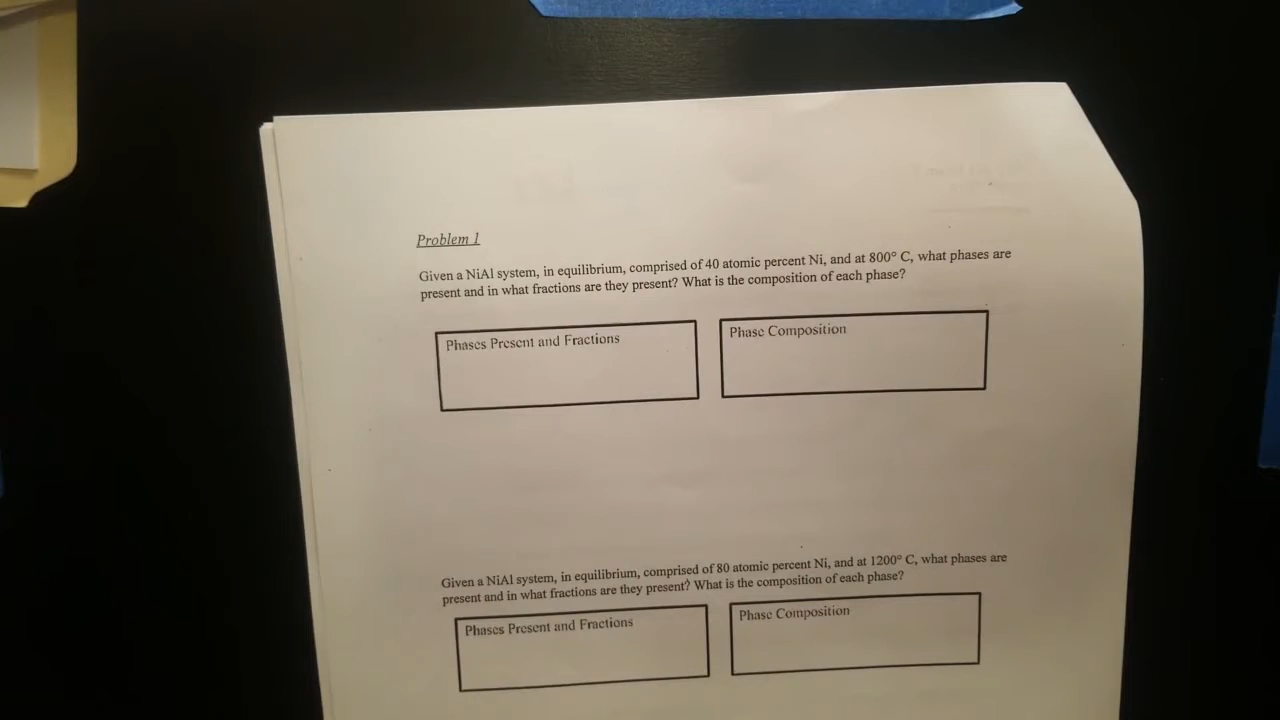 Problem 1
Given a NiAl system, in equilibrium, comprised of 40 atomic percent Ni, and at 800° C, what phases are
present and in what fractions are they present? What is the composition of each phase?
Phases Present and Fractions
Phase Composition
Given a NiAl system, in equilibrium, comprised of 80 atomic percent Ni, and at 1200° C, what phases are
present and in what fractions are they present? What is the composition of each phase?
Phases Present and Fractions
Phase Composition